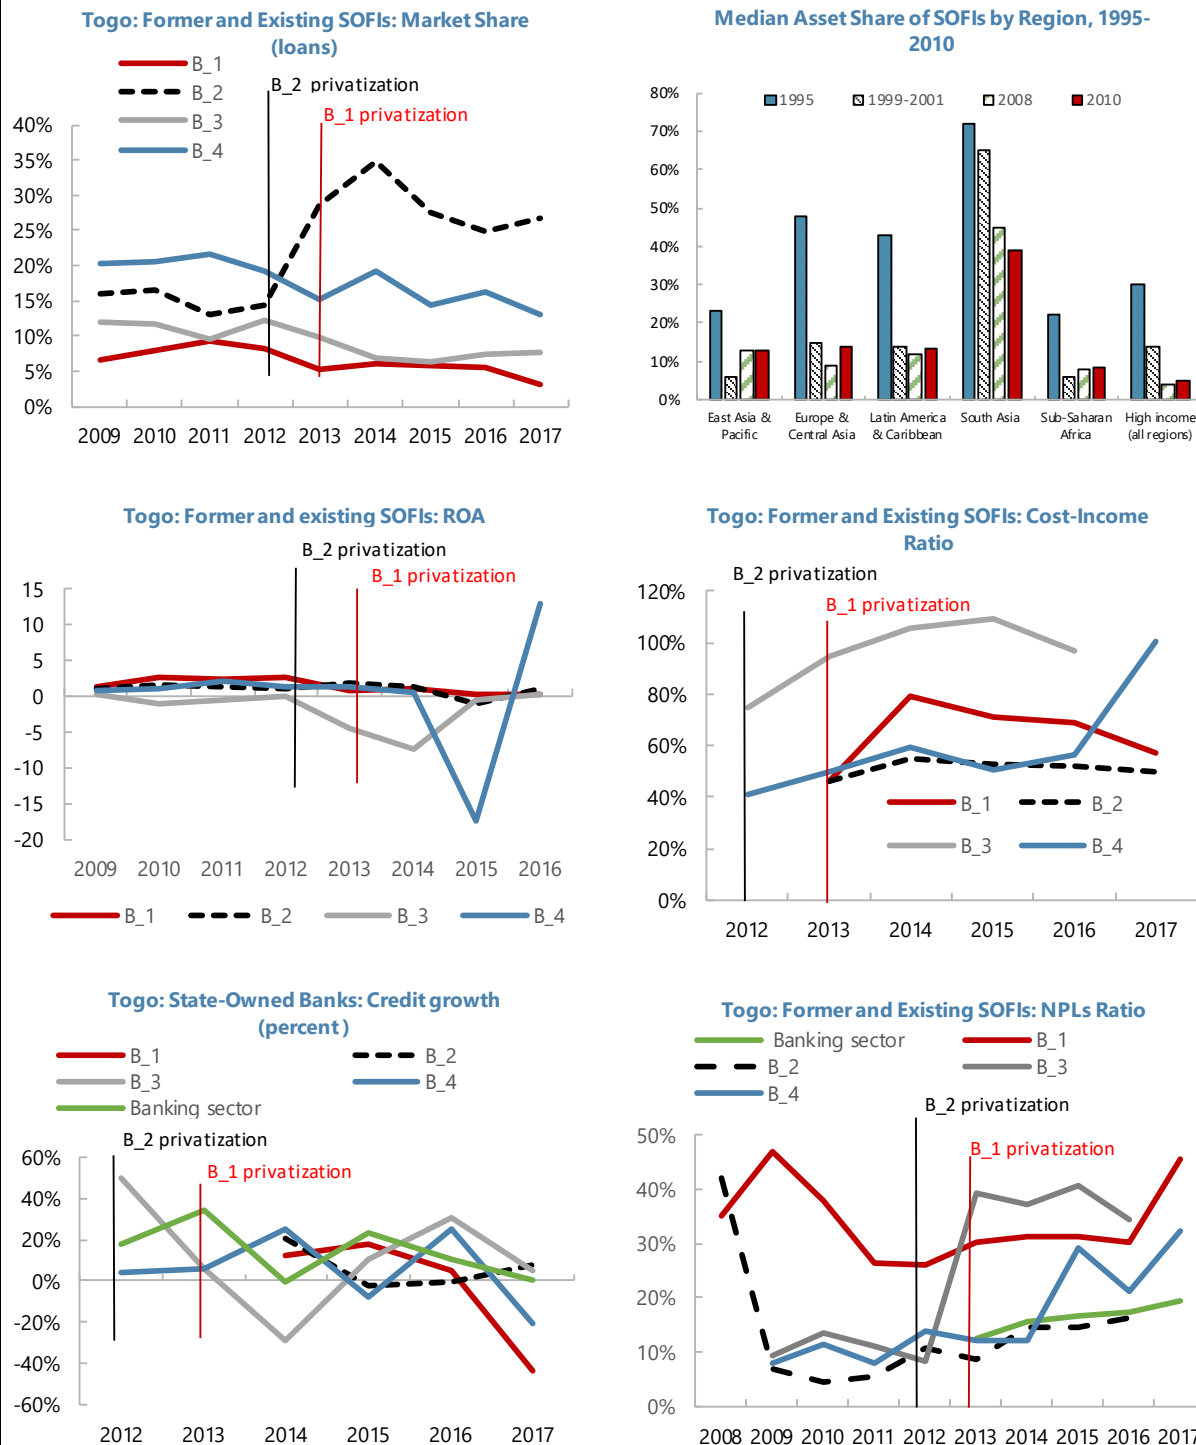 Togo: Former and Existing SOFIs: Market Share
(loans)
B_1
B_2
B_3
B_4
B_2 privatization
B_1 privatization
40%
35%
30%
25%
20%
15%
10%
5%
0%
2009 2010 2011 2012 2013 2014 2015 2016 2017
Median Asset Share of SOFIs by Region, 1995-
2010
1995 1999-2001 2008 2010
80%
70%
60%
50%
40%
30%
20%
10%
0%
East Asia & Europe & Latin America South Asia Sub-Saharan High income
Pacific Central Asia & Caribbean Africa (all regions)
Togo: Former and existing SOFIs: ROA
B_2 privatization
B_1 privatization
15
10
5
0
-5
-10
-15
-20
2009 2010 2011 2012 2013 2014 2015 2016
B_1 B_2 B_3 B_4
Togo: Former and Existing SOFIs: Cost-Income
Ratio
B_2 privatization
B_1 privatization
120%
100%
80%
60%
40%
20%
0%
B_1 B_2
B_3 B_4
2012 2013 2014 2015 2016 2017
Togo: State-Owned Banks: Credit growth
(percent)
B_1 B_2
B_3 B_4
Banking sector
B_2 privatization
B_1 privatization
60%
40%
20%
0%
-20%
-40%
-60%
2012 2013 2014 2015 2016 2017
Togo: Former and Existing SOFIs: NPLs Ratio
Banking sector B_1
B_2 B_3
B_4
B_2 privatization
B_1 privatization
50%
40%
30%
20%
10%
0%
2008 2009 2010 2011 2012 2013 2014 2015 2016 2017